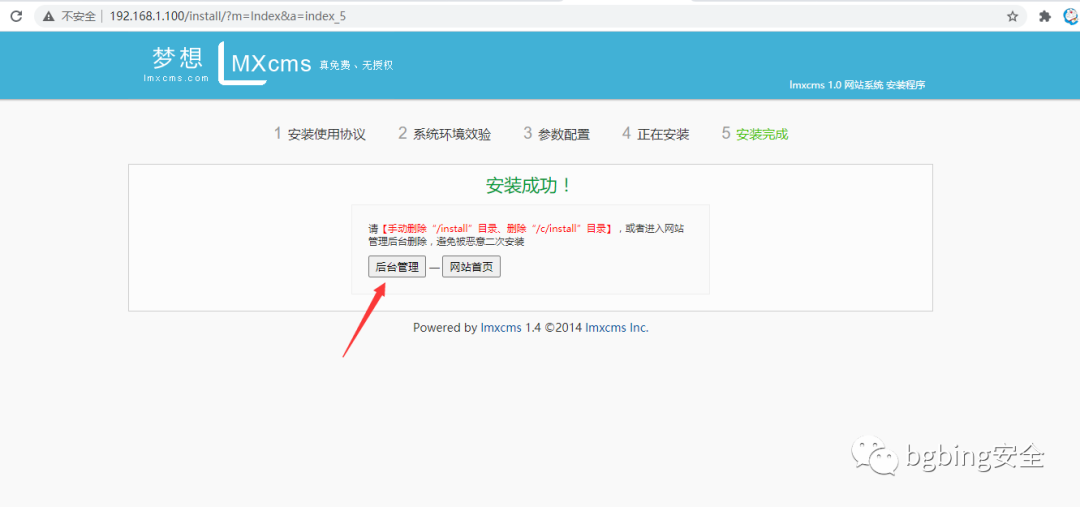 不安全 | 192.168.1.100/install/?m=Index&a=index_5
梦想
lmxcms.com
LMXcms 真免费、无授权
lmxcms 1.0 网站系统 安装程序
1 安装使用协议 2 系统环境效验 3 参数配置 4 正在安装 5 安装完成
安装成功！
请【手动删除“/install”目录、删除“/c/install”目录】，或者进入网站
管理后台删除，避免被恶意二次安装
后台管理 — 网站首页
Powered by lmxcms 1.4 ©2014 lmxcms Inc.
bgbing安全